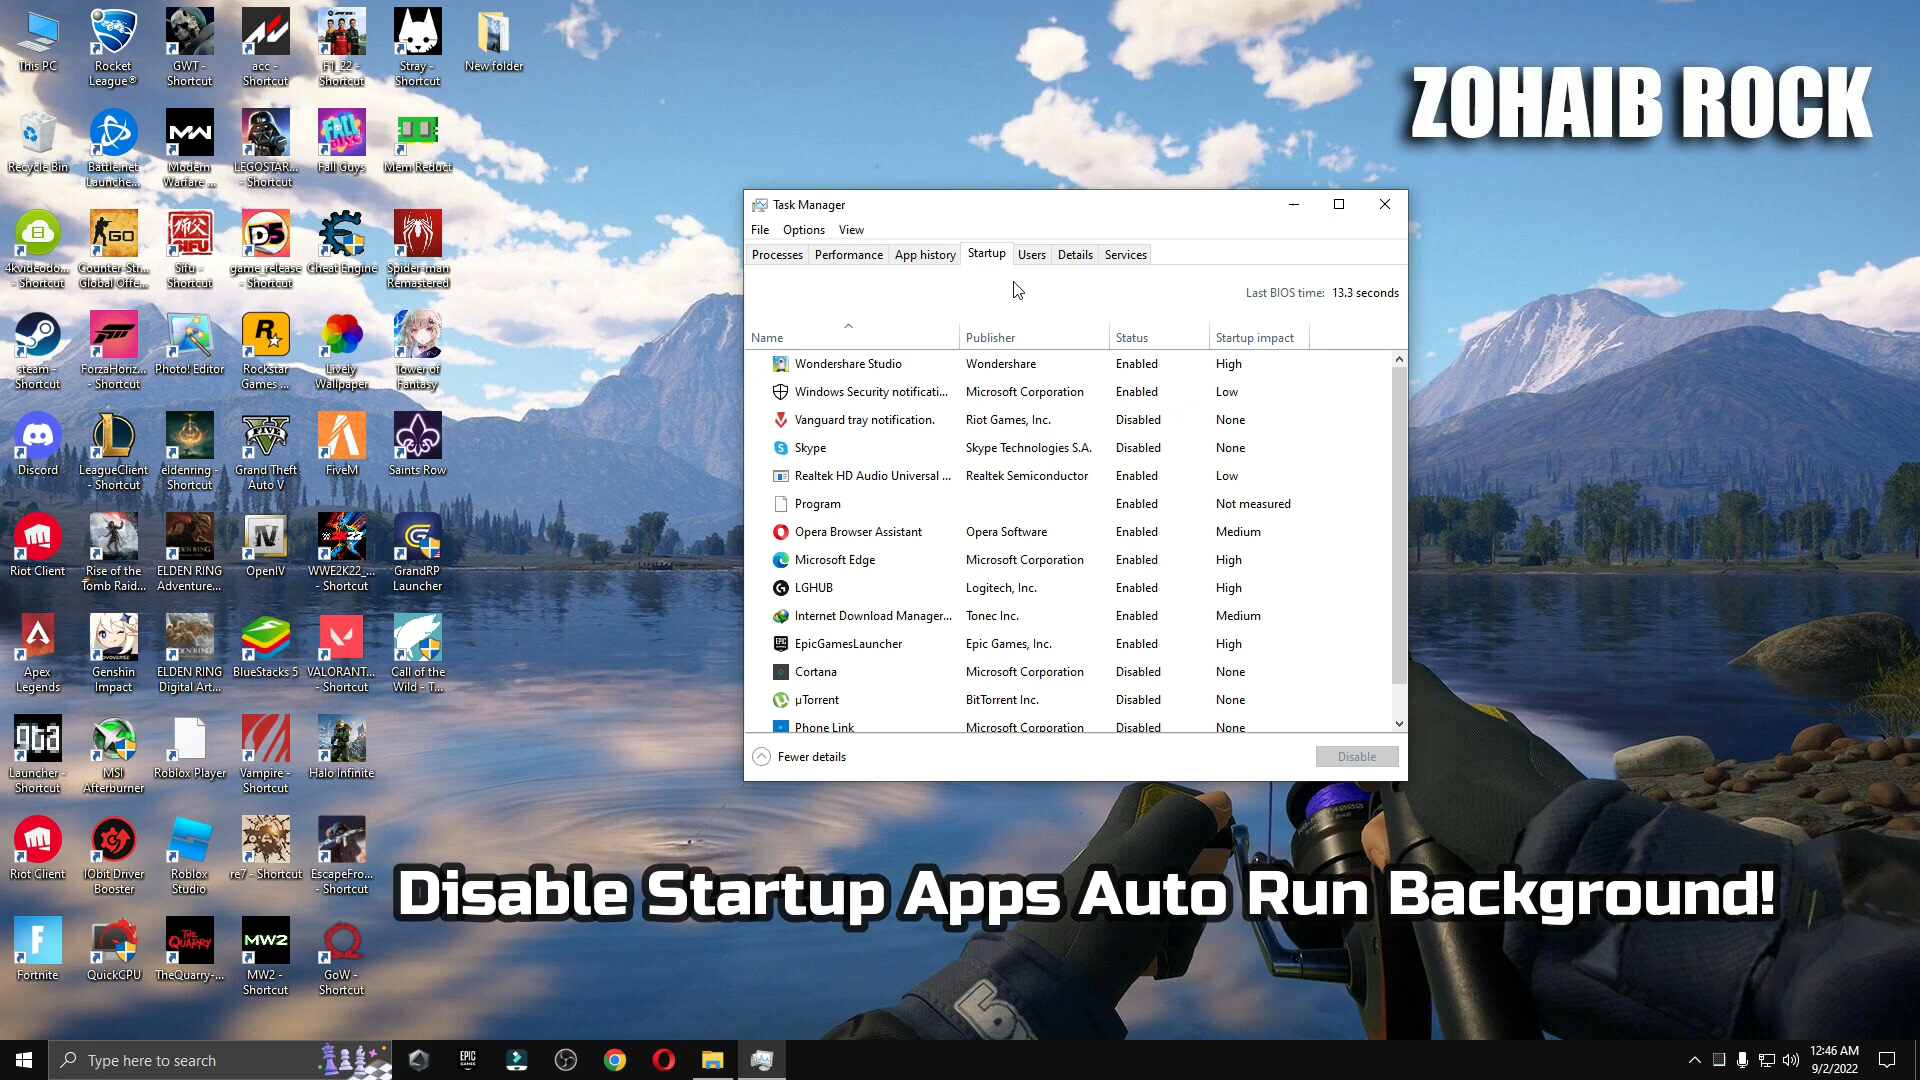 This PC
Rocket
League®
GWT -
Shortcut
acc -
Shortcut
F1_22 -
Shortcut
Stray -
Shortcut
New folder
ZOHAIB ROCK
Recycle Bin
Battle.net
Launche...
Modern
Warfare ...
LEGOSTAR...
- Shortcut
Fall Guys
Mem Reduct
4kvideodo...
- Shortcut
Counter-Str...
Global Offe...
Sifu -
Shortcut
game_release
- Shortcut
Cheat Engine
Spider-man
Remastered
steam -
Shortcut
ForzaHoriz...
- Shortcut
Photo! Editor
Rockstar
Games ...
Lively
Wallpaper
Tower of
Fantasy
Discord
LeagueClient
- Shortcut
eldenring -
Shortcut
Grand Theft
Auto V
FiveM
Saints Row
Riot Client
Rise of the
Tomb Raid...
ELDEN RING
Adventure...
OpenIV
WWE2K22_...
- Shortcut
GrandRP
Launcher
Apex
Legends
Genshin
Impact
ELDEN RING
Digital Art...
BlueStacks 5
VALORANT...
- Shortcut
Call of the
Wild - T...
Launcher -
Shortcut
MSI
Afterburner
Roblox Player
Vampire -
Shortcut
Halo Infinite
Riot Client
IObit Driver
Booster
Roblox
Studio
re7 - Shortcut
EscapeFro...
- Shortcut
Fortnite
QuickCPU
TheQuarry-...
MW2 -
Shortcut
GoW -
Shortcut
Task Manager
File Options View
Processes Performance App history Startup Users Details Services
Last BIOS time: 13.3 seconds
Name Publisher Status Startup impact
Wondershare Studio Wondershare Enabled High
Windows Security notificati... Microsoft Corporation Enabled Low
Vanguard tray notification. Riot Games, Inc. Disabled None
Skype Skype Technologies S.A. Disabled None
Realtek HD Audio Universal ... Realtek Semiconductor Enabled Low
Program Enabled Not measured
Opera Browser Assistant Opera Software Enabled Medium
Microsoft Edge Microsoft Corporation Enabled High
LGHUB Logitech, Inc. Enabled High
Internet Download Manager... Tonec Inc. Enabled Medium
EpicGamesLauncher Epic Games, Inc. Enabled High
Cortana Microsoft Corporation Disabled None
µTorrent BitTorrent Inc. Disabled None
Phone Link Microsoft Corporation Disabled None
Fewer details Disable
Disable Startup Apps Auto Run Background!
Type here to search
12:46 AM
9/2/2022